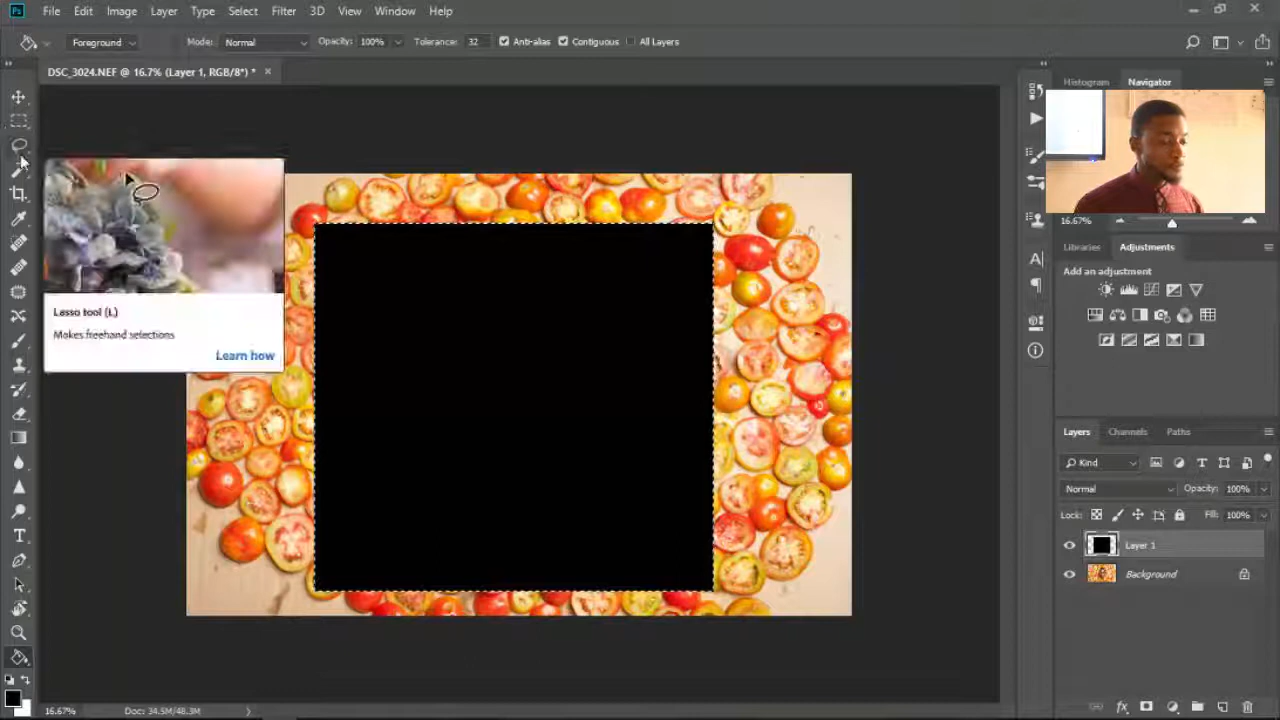 Ps File Edit Image Layer Type Select Filter 3D View Window Help
Foreground Mode: Normal Opacity: 100% Tolerance: 32 Anti-alias Contiguous All Layers
DSC_3024.NEF @ 16.7% (Layer 1, RGB/8*) * ×
Histogram Navigator
16.67%
Libraries Adjustments
Add an adjustment
Lasso tool (L)
Makes freehand selections
Learn how
Layers Channels Paths
Kind
Normal Opacity: 100%
Lock: Fill: 100%
Layer 1
Background
16.67% Doc: 34.5M/48.3M